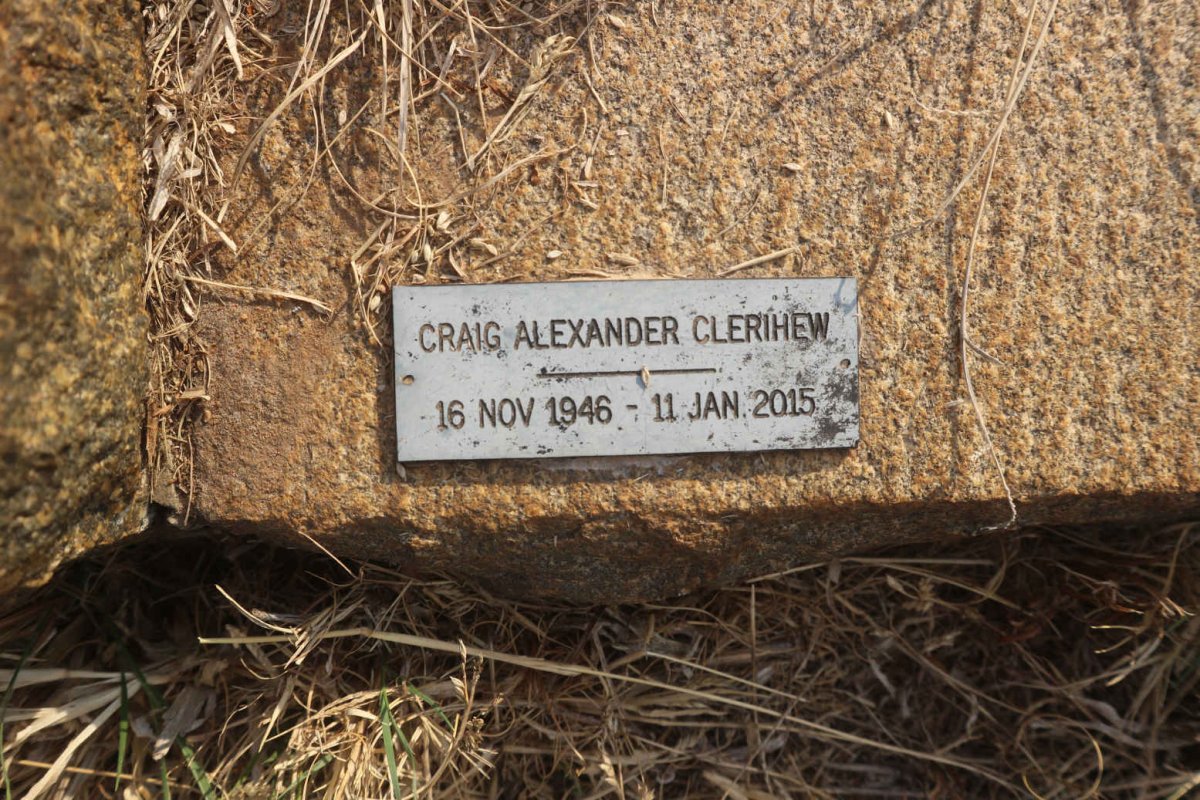 CRAIG ALEXANDER CLERIHEW
16 NOV 1946 - 11 JAN. 2015